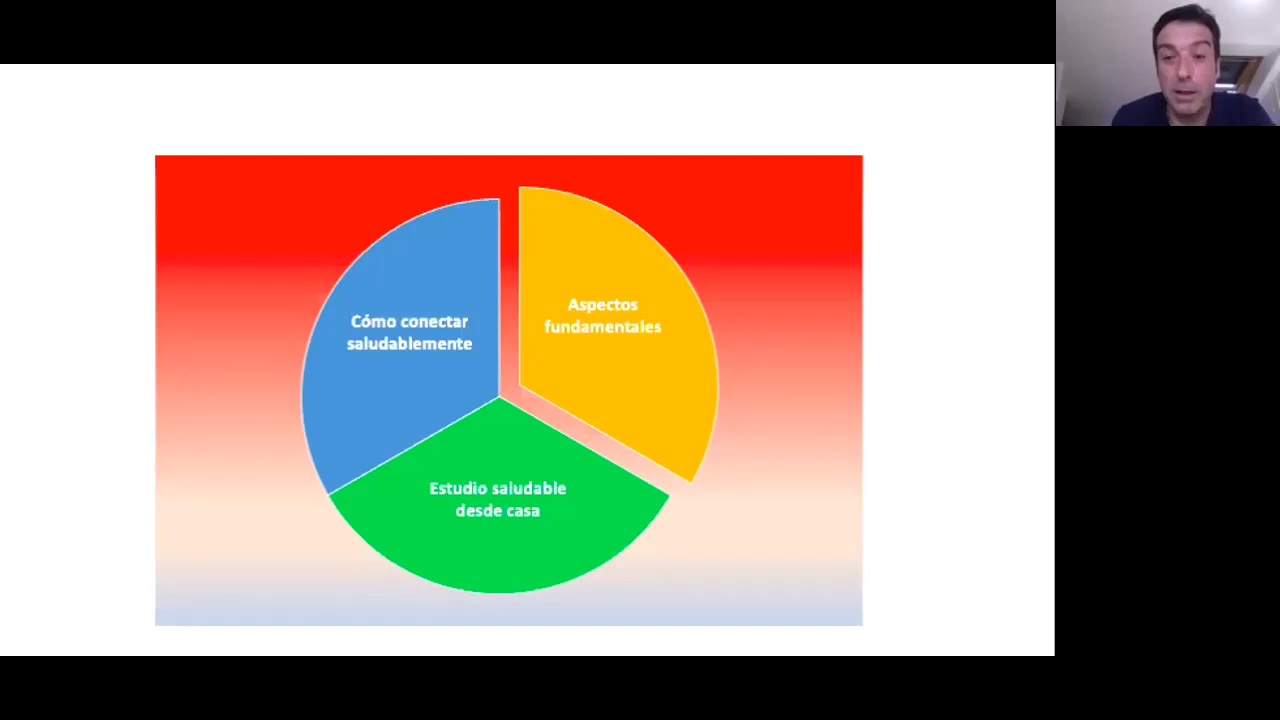 Cómo conectar
saludablemente
Aspectos
fundamentales
Estudio saludable
desde casa